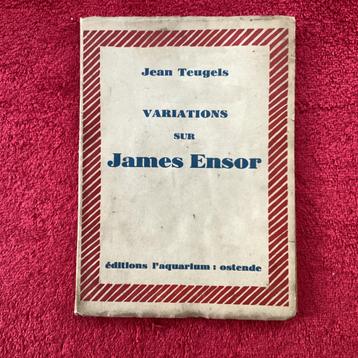 Jean Teugels
VARIATIONS
SUR
James Ensor
éditions l'aquarium : ostende